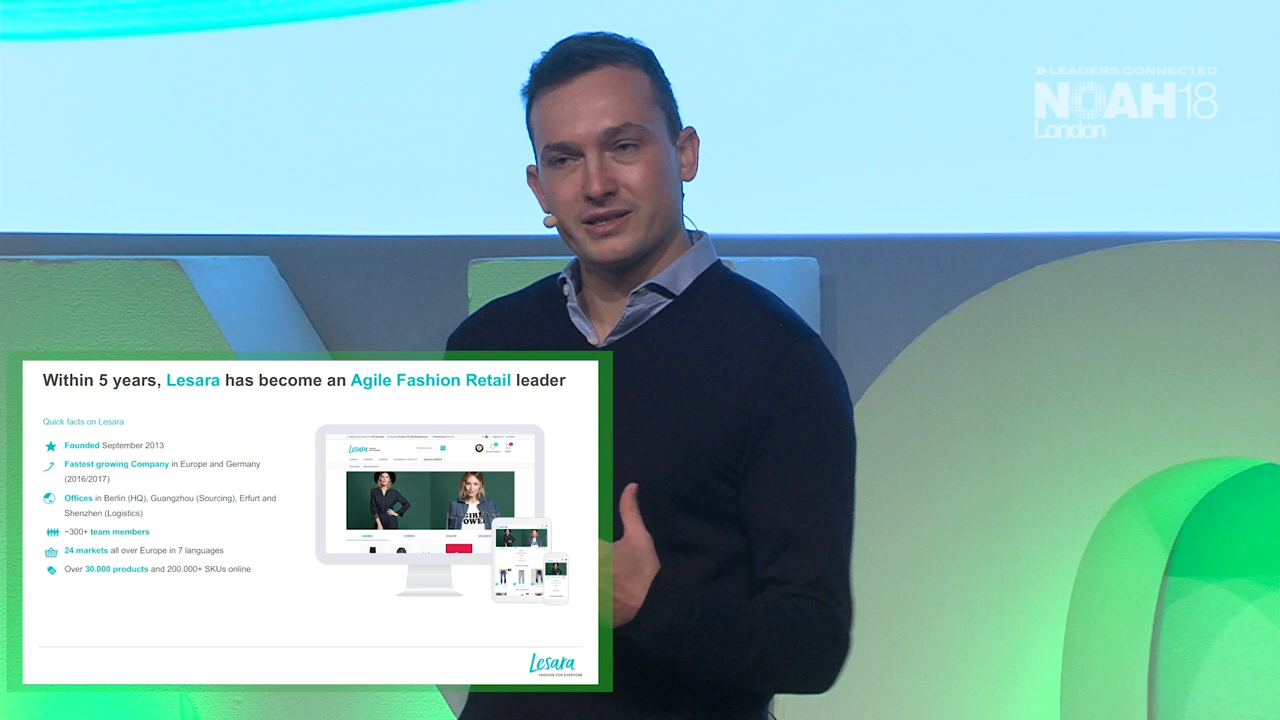 LEADERS CONNECTED
NOAH18
London
Within 5 years, Lesara has become an Agile Fashion Retail leader
Quick facts on Lesara
Founded September 2013
Fastest growing Company in Europe and Germany
(2016/2017)
Offices in Berlin (HQ), Guangzhou (Sourcing), Erfurt and
Shenzhen (Logistics)
~300+ team members
24 markets all over Europe in 7 languages
Over 30.000 products and 200.000+ SKUs online
Lesara
GIRL
POWER
Lesara
FASHION FOR EVERYONE